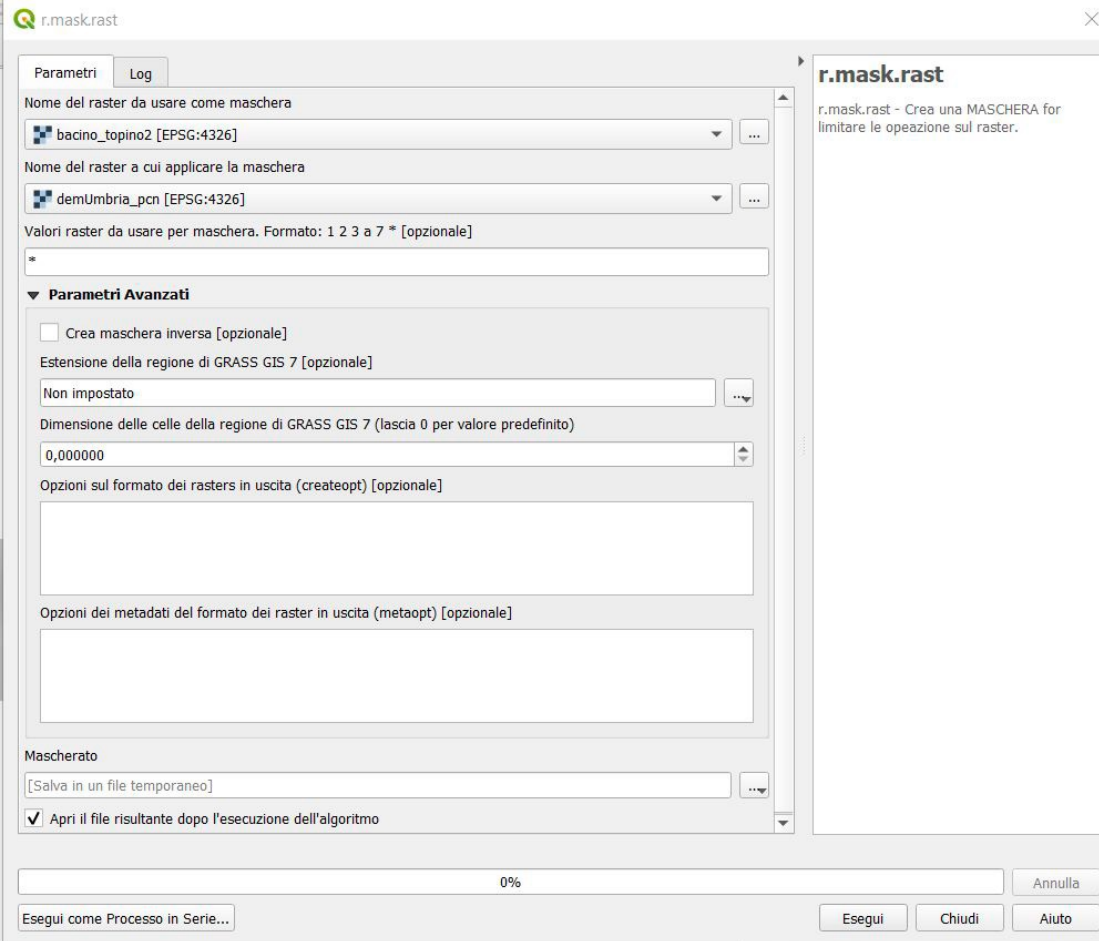 r.mask.rast
Parametri
Log
Nome del raster da usare come maschera
bacino_topino2 [EPSG:4326]
...
Nome del raster a cui applicare la maschera
demUmbria_pcn [EPSG:4326]
...
Valori raster da usare per maschera. Formato: 1 2 3 a 7 * [opzionale]
*
Parametri Avanzati
Crea maschera inversa [opzionale]
Estensione della regione di GRASS GIS 7 [opzionale]
Non impostato
...
Dimensione delle celle della regione di GRASS GIS 7 (lascia 0 per valore predefinito)
0,000000
Opzioni sul formato dei rasters in uscita (createopt) [opzionale]
Opzioni dei metadati del formato dei raster in uscita (metaopt) [opzionale]
Mascherato
[Salva in un file temporaneo]
...
Apri il file risultante dopo l'esecuzione dell'algoritmo
r.mask.rast
r.mask.rast - Crea una MASCHERA for
limitare le opeazione sul raster.
0%
Annulla
Esegui come Processo in Serie...
Esegui
Chiudi
Aiuto